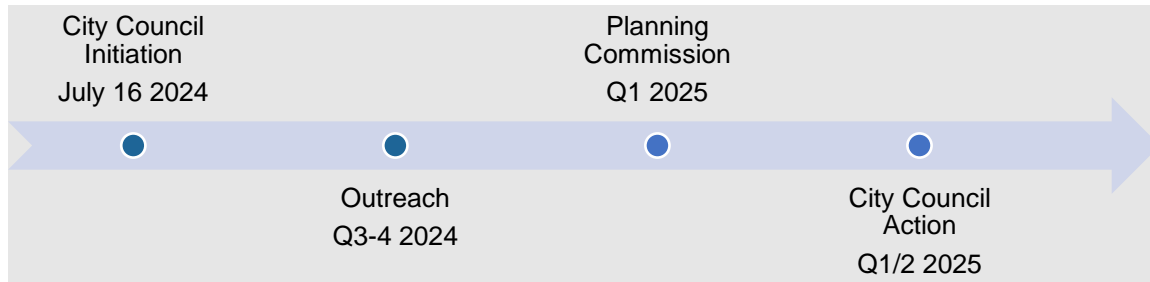 City Council
Initiation
July 16 2024
Outreach
Q3-4 2024
Planning
Commission
Q1 2025
City Council
Action
Q1/2 2025